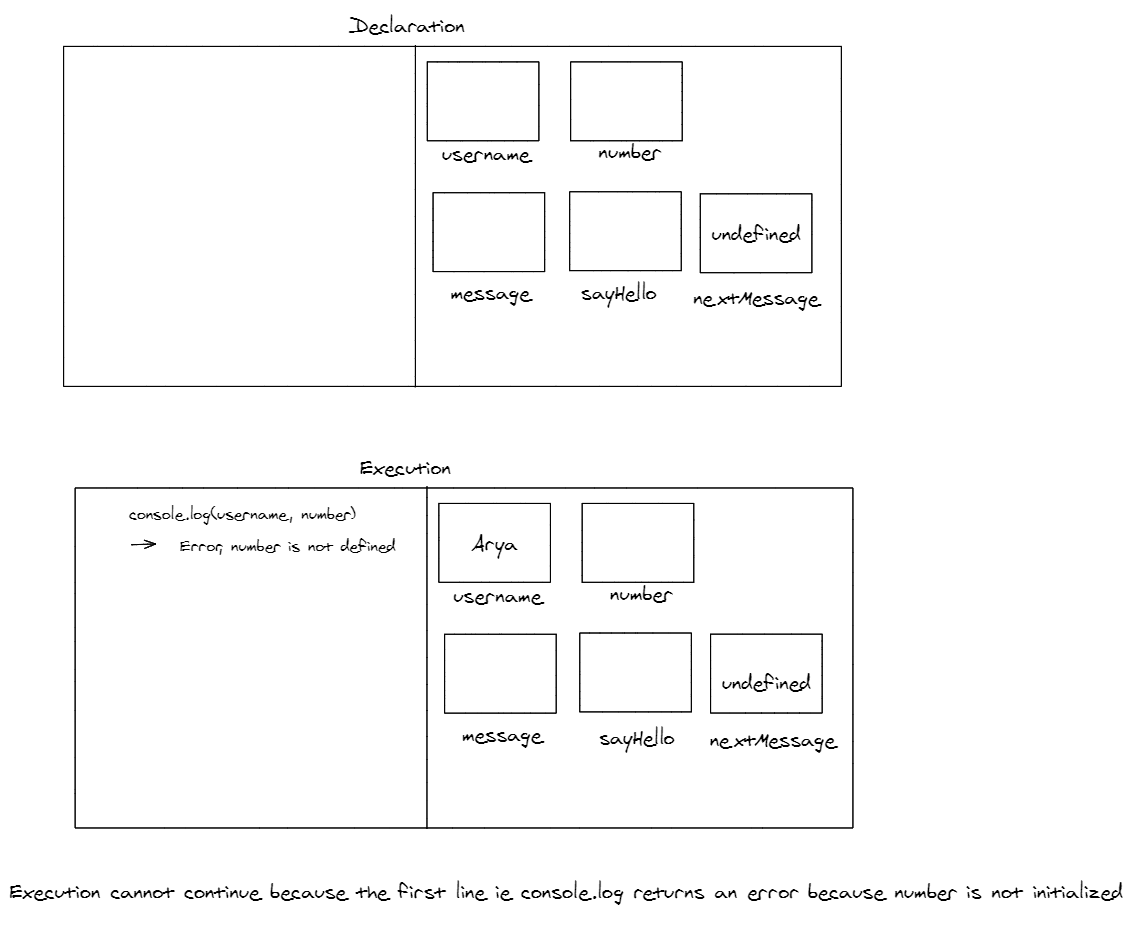 Declaration
username number
undefined
message sayHello nextMessage
Execution
console.log(username, number)
→ Error, number is not defined
Arya
username number
undefined
message sayHello nextMessage
Execution cannot continue because the first line ie console.log returns an error because number is not initialized